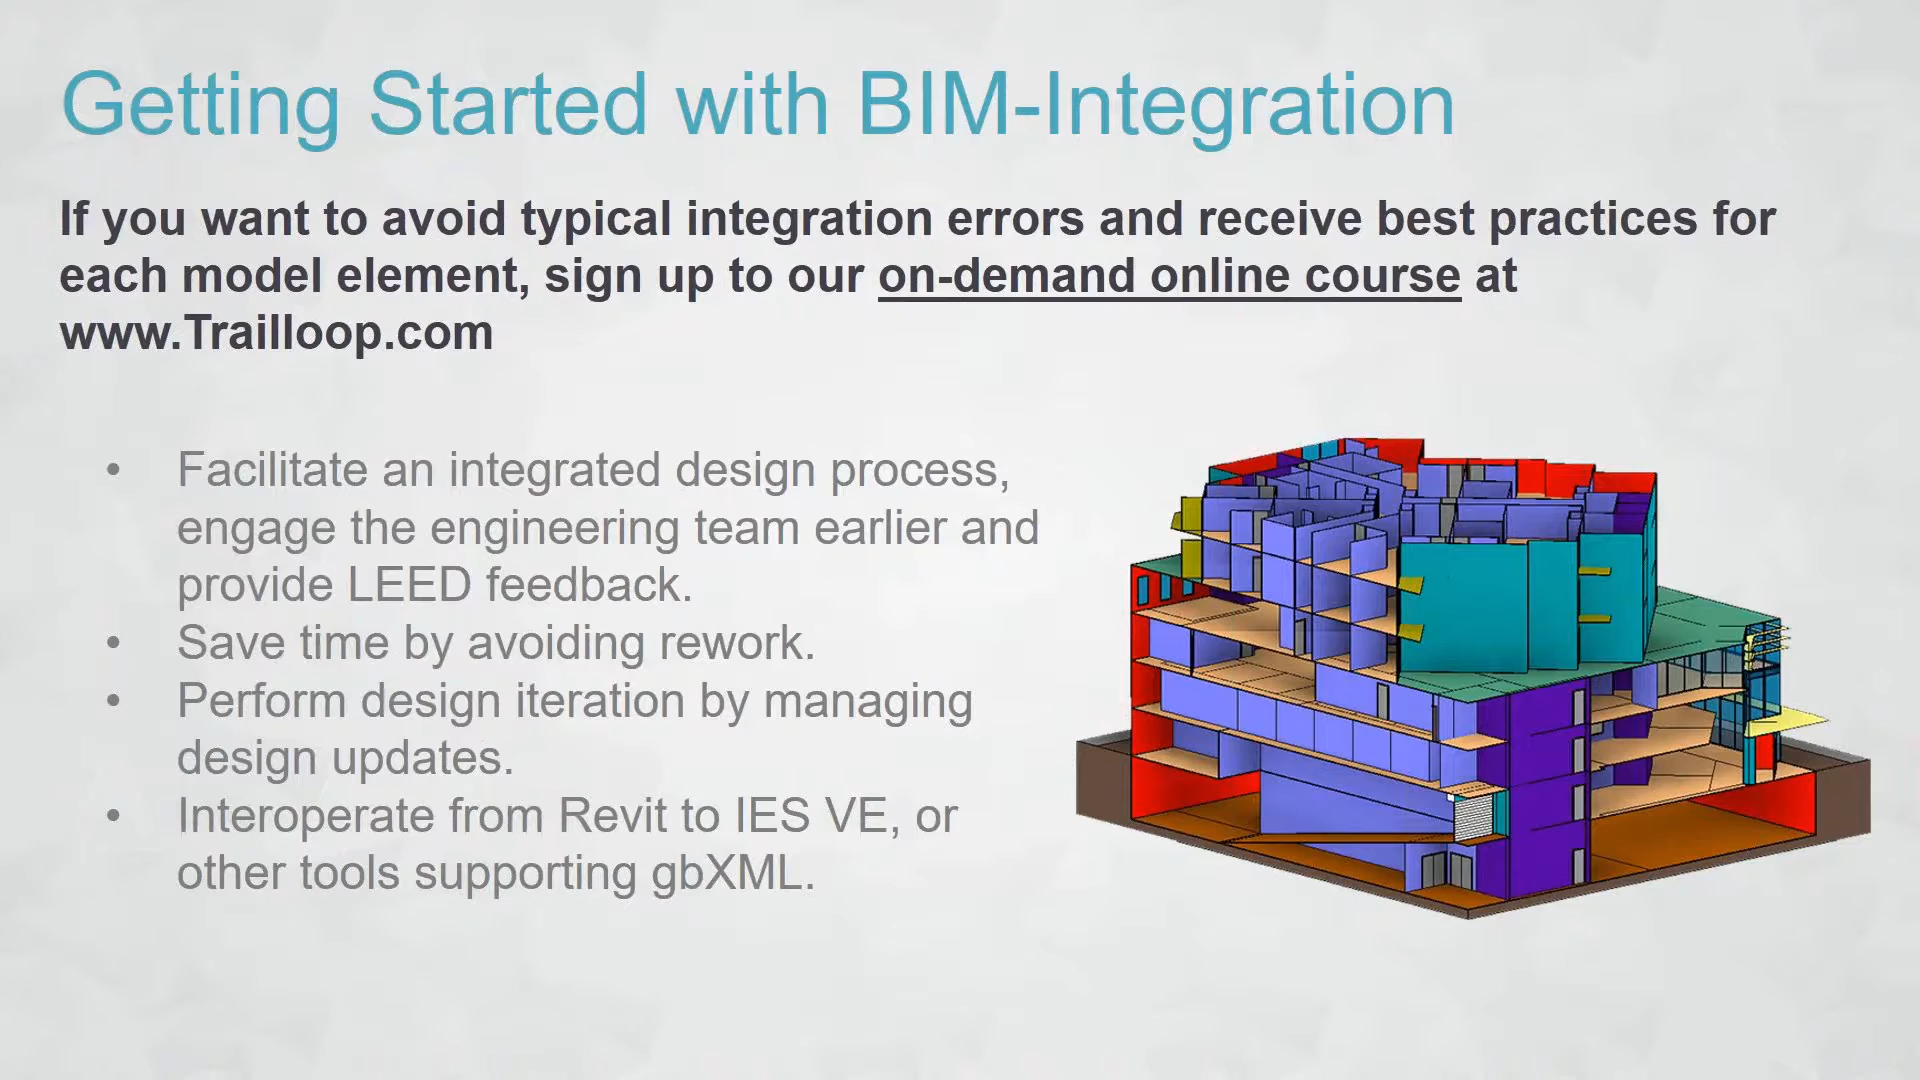 Getting Started with BIM-Integration
If you want to avoid typical integration errors and receive best practices for
each model element, sign up to our on-demand online course at
www.Trailloop.com
• Facilitate an integrated design process,
engage the engineering team earlier and
provide LEED feedback.
• Save time by avoiding rework.
• Perform design iteration by managing
design updates.
• Interoperate from Revit to IES VE, or
other tools supporting gbXML.